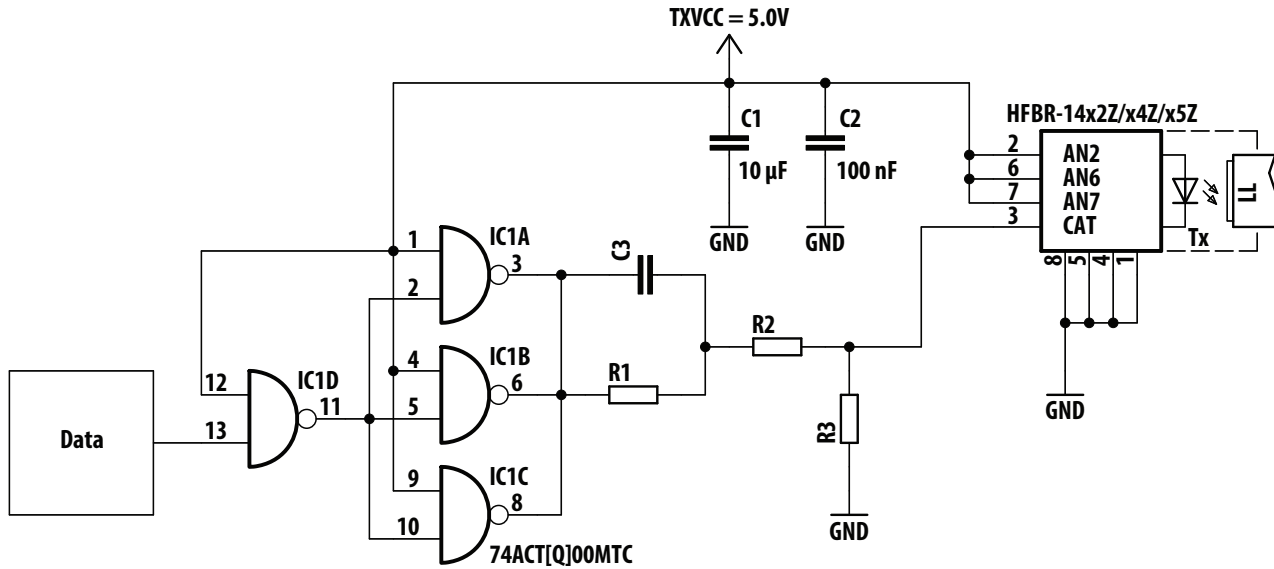 TXVCC = 5.0V
HFBR-14x2Z/x4Z/x5Z
C1
10 µF
C2
100 nF
GND
GND
2
6
7
3
AN2
AN6
AN7
CAT
8
5
4
1
Tx
LL
GND
IC1A
1
2
3
C3
R2
IC1B
4
5
6
R1
R3
GND
Data
12
13
IC1D
11
IC1C
9
10
8
74ACT[Q]00MTC